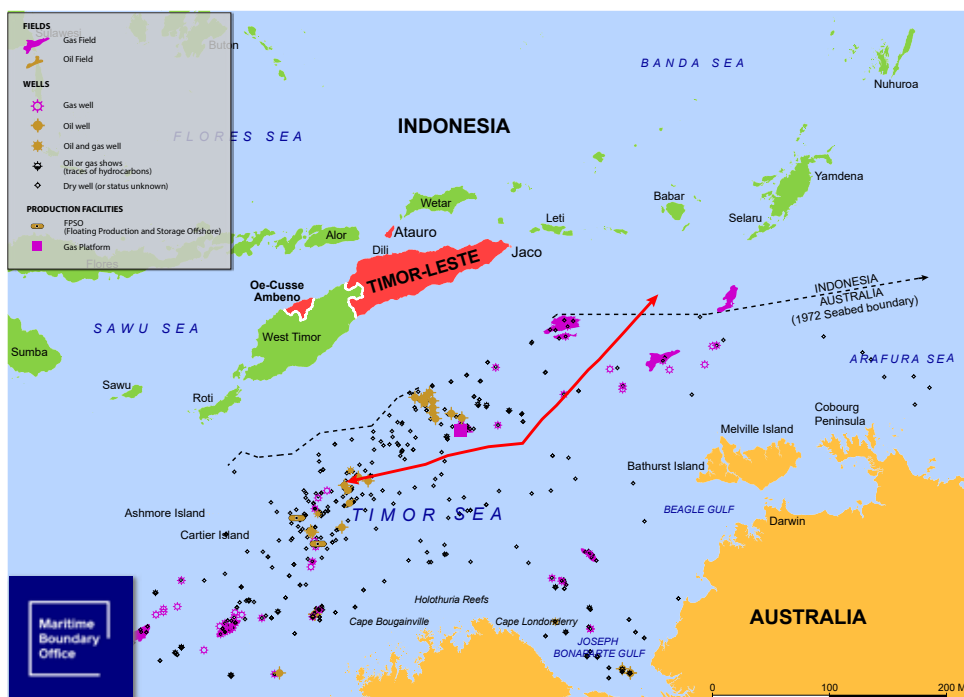 FIELDS
Sulawesi
Gas Field
Oil Field
Buton
WELLS
Gas well
Oil well
Oil and gas well
Oil or gas shows
(traces of hydrocarbons)
Dry well (or status unknown)
PRODUCTION FACILITIES
FPSO
(Floating Production and Storage Offshore)
Gas Platform
Flores
FLORES SEA
BANDA SEA
INDONESIA
Nuhuroa
Yamdena
Wetar
Babar
Selaru
Leti
Alor
Atauro
Dili
Jaco
TIMOR-LESTE
Oe-Cusse
Ambeno
INDONESIA
AUSTRALIA
(1972 Seabed boundary)
SAWU SEA
West Timor
Sumba
ARAFURA SEA
Sawu
Roti
Cobourg
Peninsula
Melville Island
Bathurst Island
Ashmore Island
TIMOR SEA
BEAGLE GULF
Darwin
Cartier Island
Holothuria Reefs
Cape Bougainville
Cape Londonderry
AUSTRALIA
JOSEPH
BONAPARTE GULF
Maritime
Boundary
Office
0 100 200 M